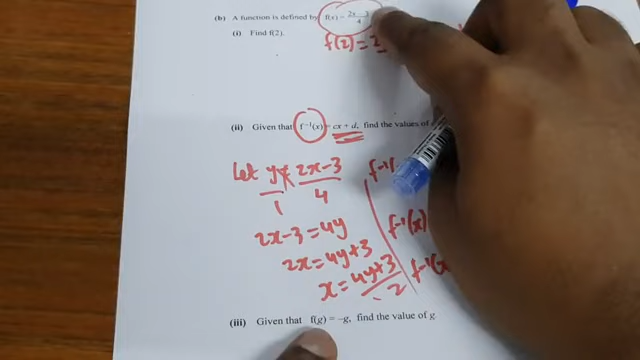 (b) A function is defined by f(x) = 2x - 3 / 4
(i) Find f(2).
f(2) = 2
(ii) Given that f⁻¹(x) = cx + d, find the values of
Let y = 2x-3 / 4
1
2x-3 = 4y
f⁻¹(x)
2x = 4y+3
x = 4y+3 / 2
(iii) Given that f(g) = -g, find the value of g